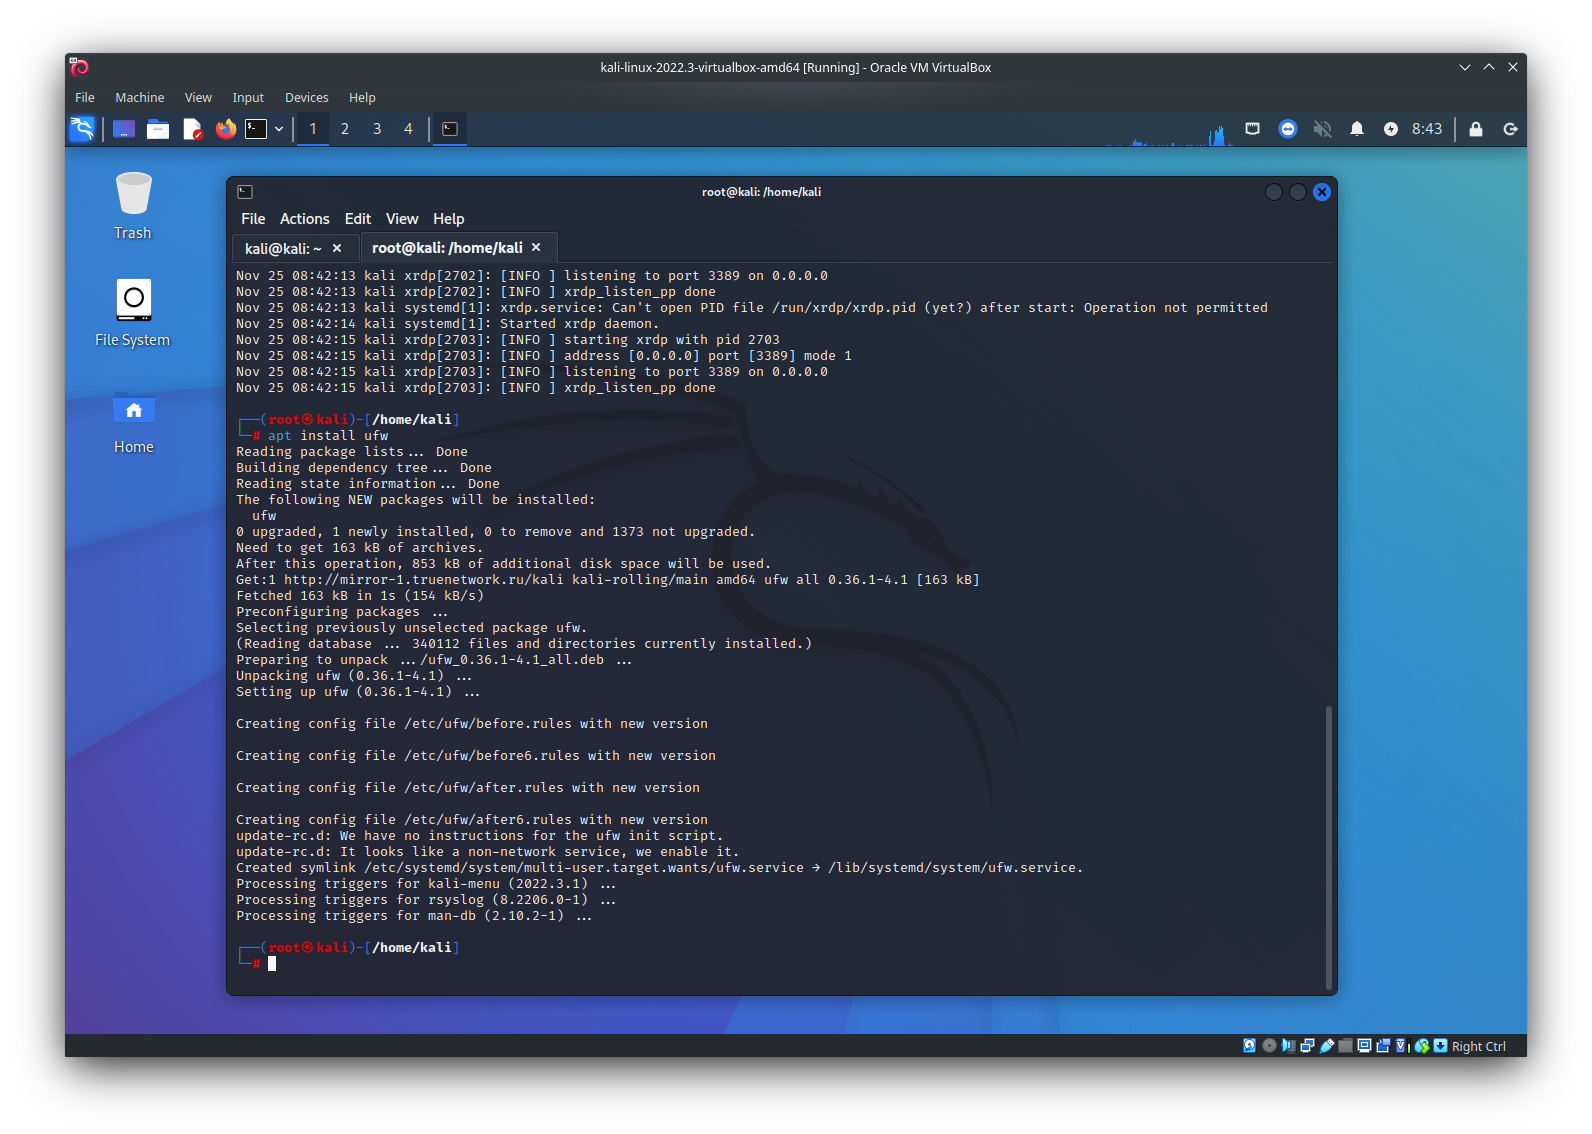 kali-linux-2022.3-virtualbox-amd64 [Running] - Oracle VM VirtualBox
File Machine View Input Devices Help
1 2 3 4 8:43
Trash
File System
Home
root@kali: /home/kali
File Actions Edit View Help
kali@kali: ~ × root@kali: /home/kali ×
Nov 25 08:42:13 kali xrdp[2702]: [INFO ] listening to port 3389 on 0.0.0.0
Nov 25 08:42:13 kali xrdp[2702]: [INFO ] xrdp_listen_pp done
Nov 25 08:42:13 kali systemd[1]: xrdp.service: Can't open PID file /run/xrdp/xrdp.pid (yet?) after start: Operation not permitted
Nov 25 08:42:14 kali systemd[1]: Started xrdp daemon.
Nov 25 08:42:15 kali xrdp[2703]: [INFO ] starting xrdp with pid 2703
Nov 25 08:42:15 kali xrdp[2703]: [INFO ] address [0.0.0.0] port [3389] mode 1
Nov 25 08:42:15 kali xrdp[2703]: [INFO ] listening to port 3389 on 0.0.0.0
Nov 25 08:42:15 kali xrdp[2703]: [INFO ] xrdp_listen_pp done
┌──(root㉿kali)-[/home/kali]
└─# apt install ufw
Reading package lists... Done
Building dependency tree... Done
Reading state information... Done
The following NEW packages will be installed:
ufw
0 upgraded, 1 newly installed, 0 to remove and 1373 not upgraded.
Need to get 163 kB of archives.
After this operation, 853 kB of additional disk space will be used.
Get:1 http://mirror-1.truenetwork.ru/kali kali-rolling/main amd64 ufw all 0.36.1-4.1 [163 kB]
Fetched 163 kB in 1s (154 kB/s)
Preconfiguring packages ...
Selecting previously unselected package ufw.
(Reading database ... 340112 files and directories currently installed.)
Preparing to unpack .../ufw_0.36.1-4.1_all.deb ...
Unpacking ufw (0.36.1-4.1) ...
Setting up ufw (0.36.1-4.1) ...
Creating config file /etc/ufw/before.rules with new version
Creating config file /etc/ufw/before6.rules with new version
Creating config file /etc/ufw/after.rules with new version
Creating config file /etc/ufw/after6.rules with new version
update-rc.d: We have no instructions for the ufw init script.
update-rc.d: It looks like a non-network service, we enable it.
Created symlink /etc/systemd/system/multi-user.target.wants/ufw.service → /lib/systemd/system/ufw.service.
Processing triggers for kali-menu (2022.3.1) ...
Processing triggers for rsyslog (8.2206.0-1) ...
Processing triggers for man-db (2.10.2-1) ...
┌──(root㉿kali)-[/home/kali]
└─#
Right Ctrl